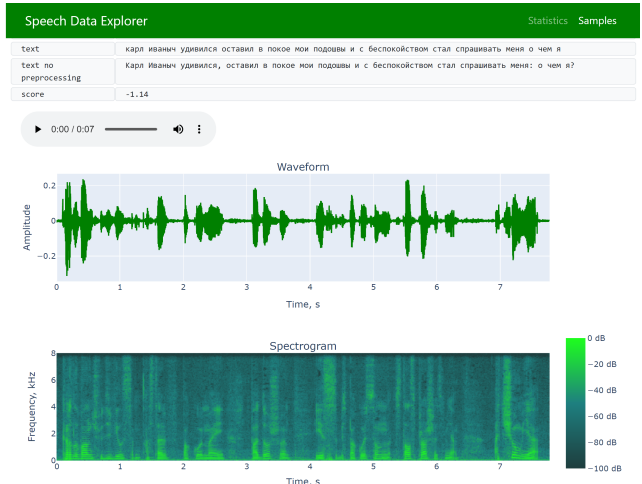 Speech Data Explorer
Statistics Samples
text карл иваныч удивился оставил в покое мои подошвы и с беспокойством стал спрашивать меня о чем я
text no Карл Иваныч удивился, оставил в покое мои подошвы и с беспокойством стал спрашивать меня: о чем я?
preprocessing
score -1.14
0:00 / 0:07
Waveform
0.2
0
−0.2
Amplitude
0 1 2 3 4 5 6 7
Time, s
Spectrogram
8
6
4
2
0
Frequency, kHz
0 1 2 3 4 5 6 7
Time, s
0 dB
−20 dB
−40 dB
−60 dB
−80 dB
−100 dB